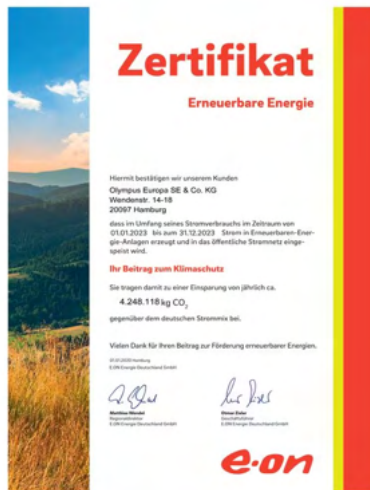 Zertifikat
Erneuerbare Energie
Hiermit bestätigen wir unserem Kunden
Olympus Europa SE & Co. KG
Wendenstr. 14-18
20097 Hamburg
dass im Umfang seines Stromverbrauchs im Zeitraum von
01.01.2023 bis zum 31.12.2023 Strom in Erneuerbaren-Ener-
gie-Anlagen erzeugt und in das öffentliche Stromnetz einge-
speist wird.
Ihr Beitrag zum Klimaschutz
Sie tragen damit zu einer Einsparung von jährlich ca.
4.248.118 kg CO2
gegenüber dem deutschen Strommix bei.
Vielen Dank für Ihren Beitrag zur Förderung erneuerbarer Energien.
Hamburg
E.ON Energie Deutschland GmbH
E.ON Energie Deutschland GmbH
Geschäftsführer
E.ON Energie Deutschland GmbH
e·on